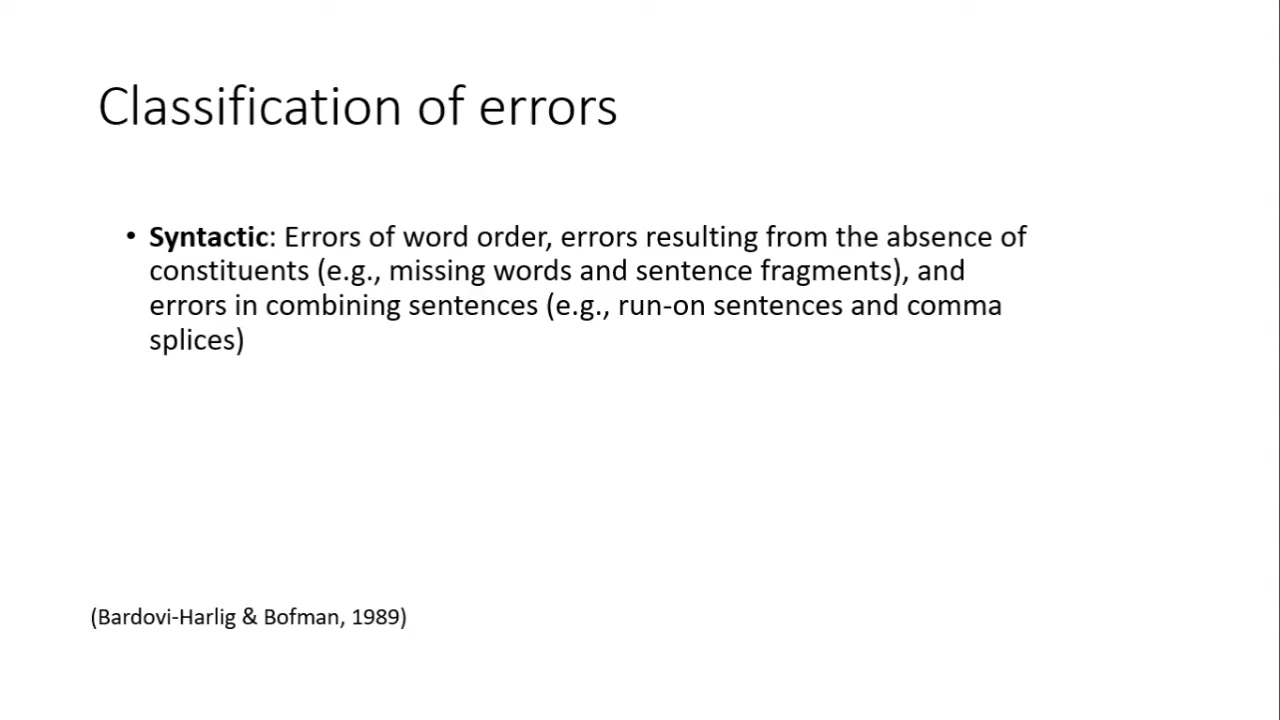 Classification of errors
• Syntactic: Errors of word order, errors resulting from the absence of
constituents (e.g., missing words and sentence fragments), and
errors in combining sentences (e.g., run-on sentences and comma
splices)
(Bardovi-Harlig & Bofman, 1989)